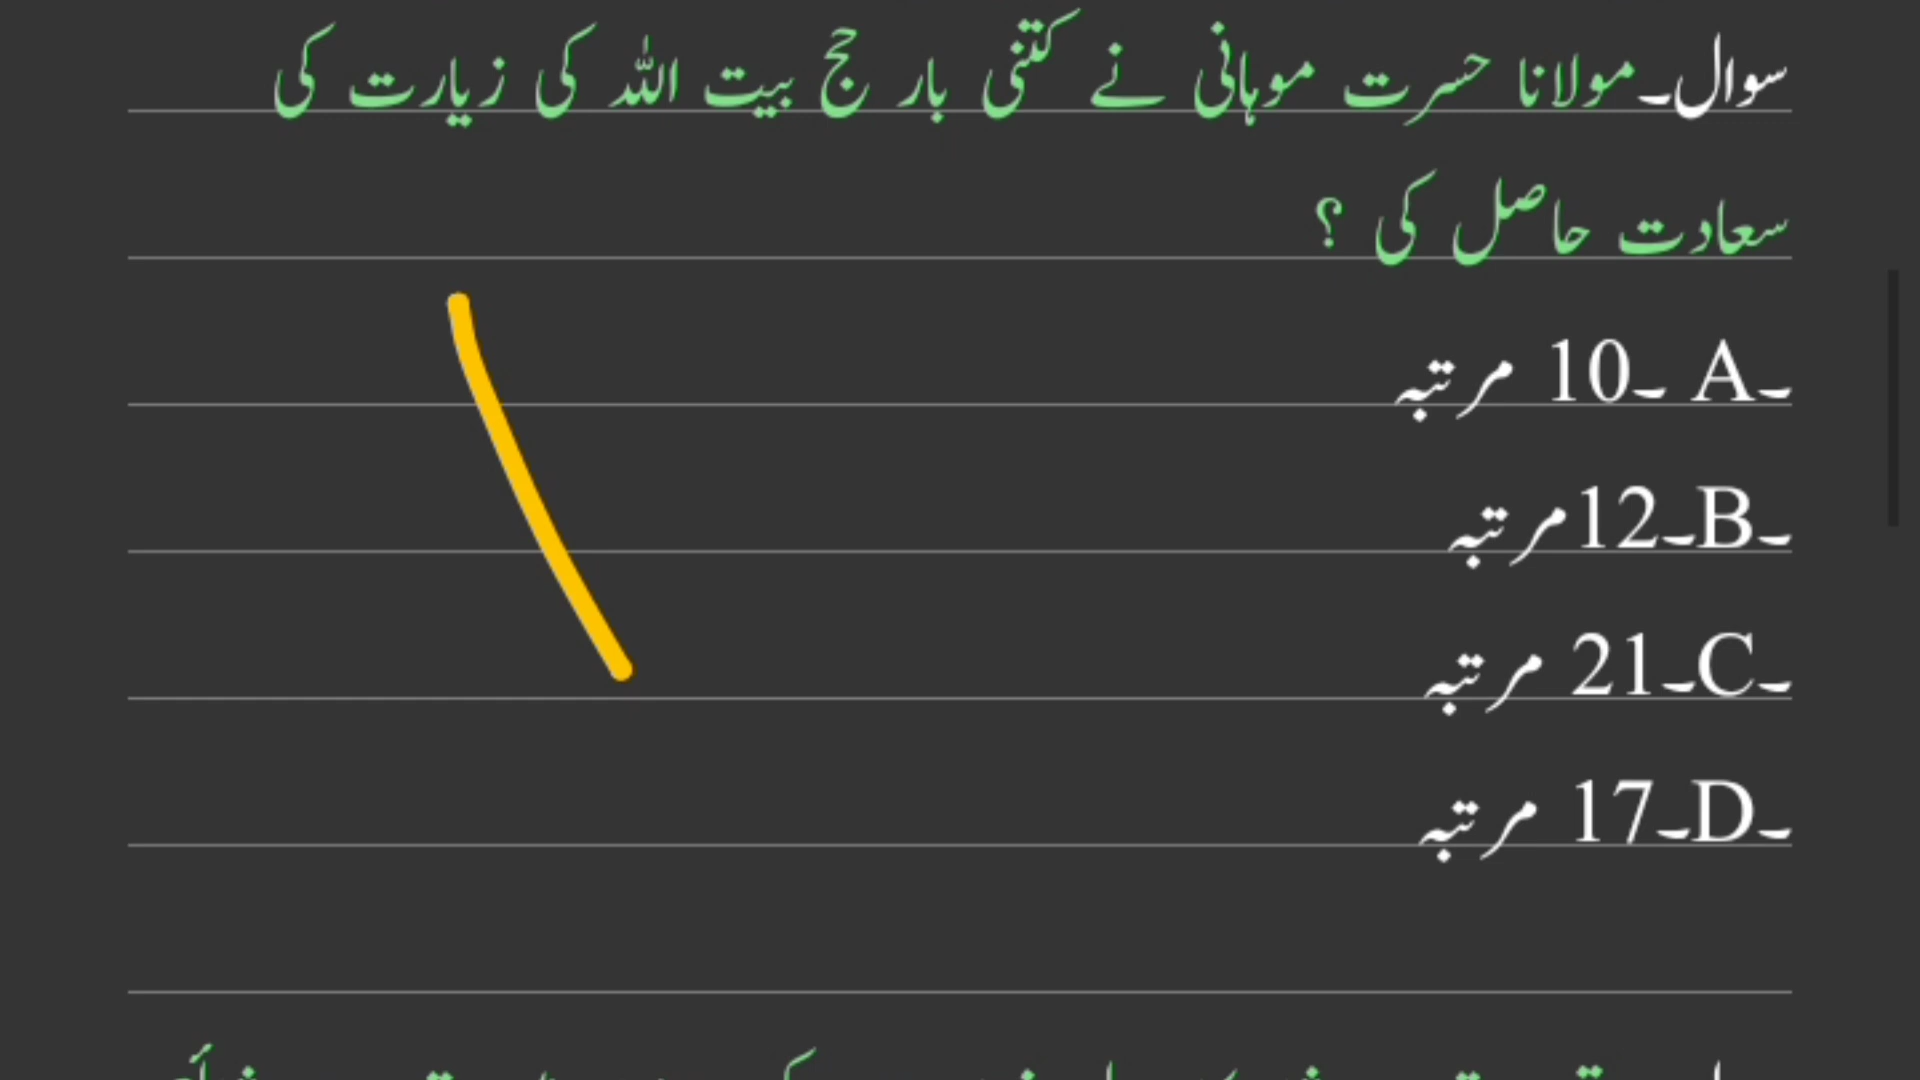 سوال۔مولانا حسرت موہانی نے کتنی بار حج بیت اللہ کی زیارت کی
سعادت حاصل کی ؟
۔A ۔10 مرتبہ
۔B۔12مرتبہ
۔C۔21 مرتبہ
۔D۔17 مرتبہ